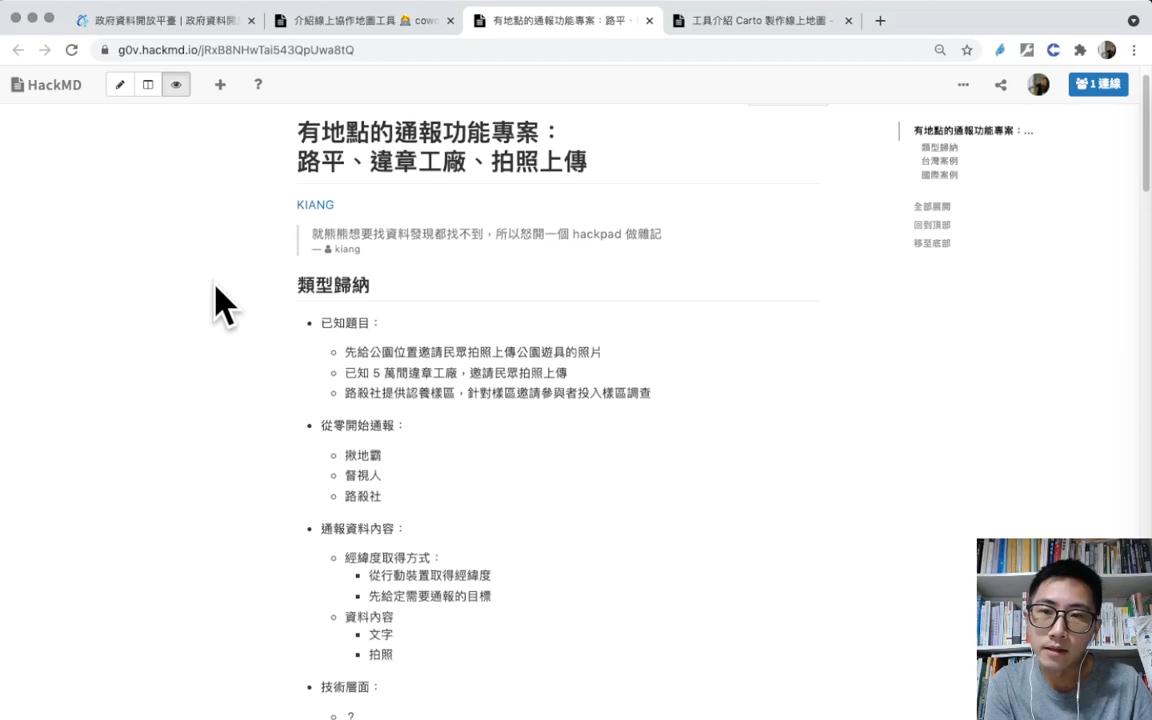 政府資料開放平臺 | 政府資料開
介紹線上協作地圖工具 🙋 cowo
有地點的通報功能專案：路平、
工具介紹 Carto 製作線上地圖 -
g0v.hackmd.io/jRxB8NHwTai543QpUwa8tQ
HackMD
1 連線
有地點的通報功能專案：
路平、違章工廠、拍照上傳
KIANG
就熊熊想要找資料發現都找不到，所以怒開一個 hackpad 做雜記
— kiang
類型歸納
已知題目：
先給公園位置邀請民眾拍照上傳公園遊具的照片
已知 5 萬間違章工廠，邀請民眾拍照上傳
路殺社提供認養樣區，針對樣區邀請參與者投入樣區調查
從零開始通報：
揪地霸
督視人
路殺社
通報資料內容：
經緯度取得方式：
從行動裝置取得經緯度
先給定需要通報的目標
資料內容
文字
拍照
技術層面：
?
有地點的通報功能專案：...
類型歸納
台灣案例
國際案例
全部展開
回到頂部
移至底部